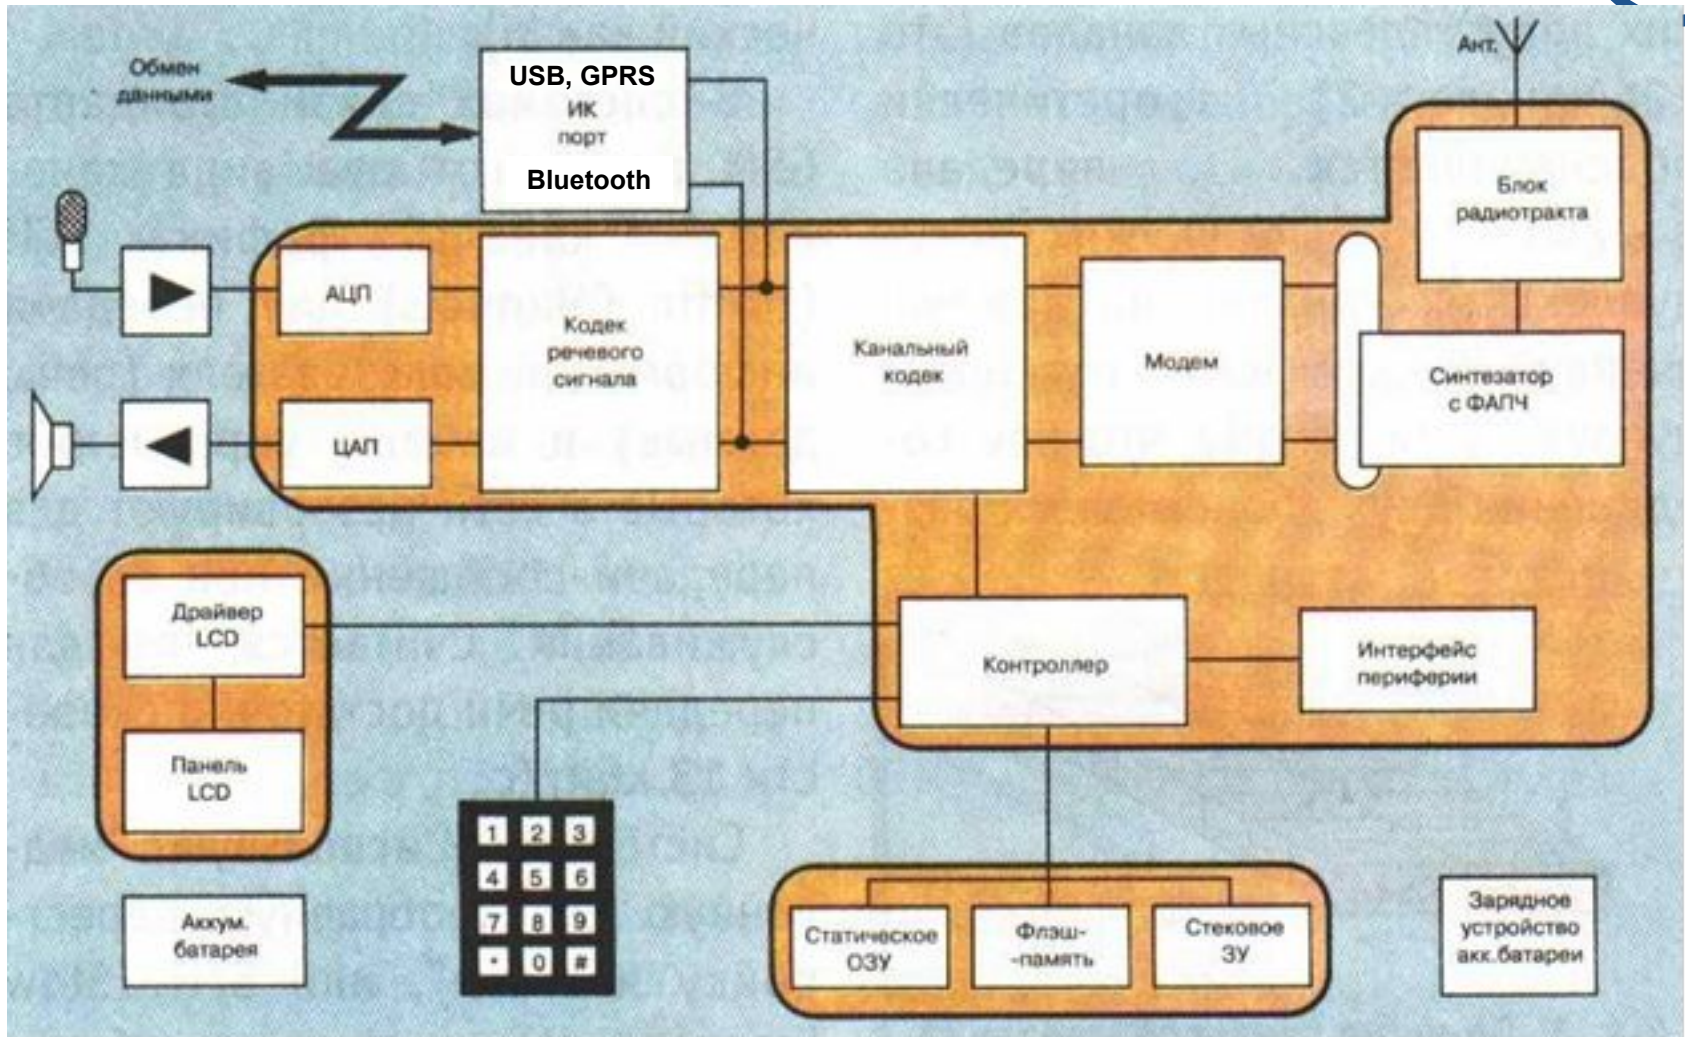 Ант.
Обмен
данными
USB, GPRS
ИК
порт
Bluetooth
Блок
радиотракта
АЦП
Кодек
речевого
сигнала
Канальный
кодек
Модем
Синтезатор
с ФАПЧ
ЦАП
Драйвер
LCD
Контроллер
Интерфейс
периферии
Панель
LCD
1 2 3
4 5 6
7 8 9
* 0 #
Аккум.
батарея
Статическое
ОЗУ
Флэш-
-память
Стековое
ЗУ
Зарядное
устройство
акк.батареи